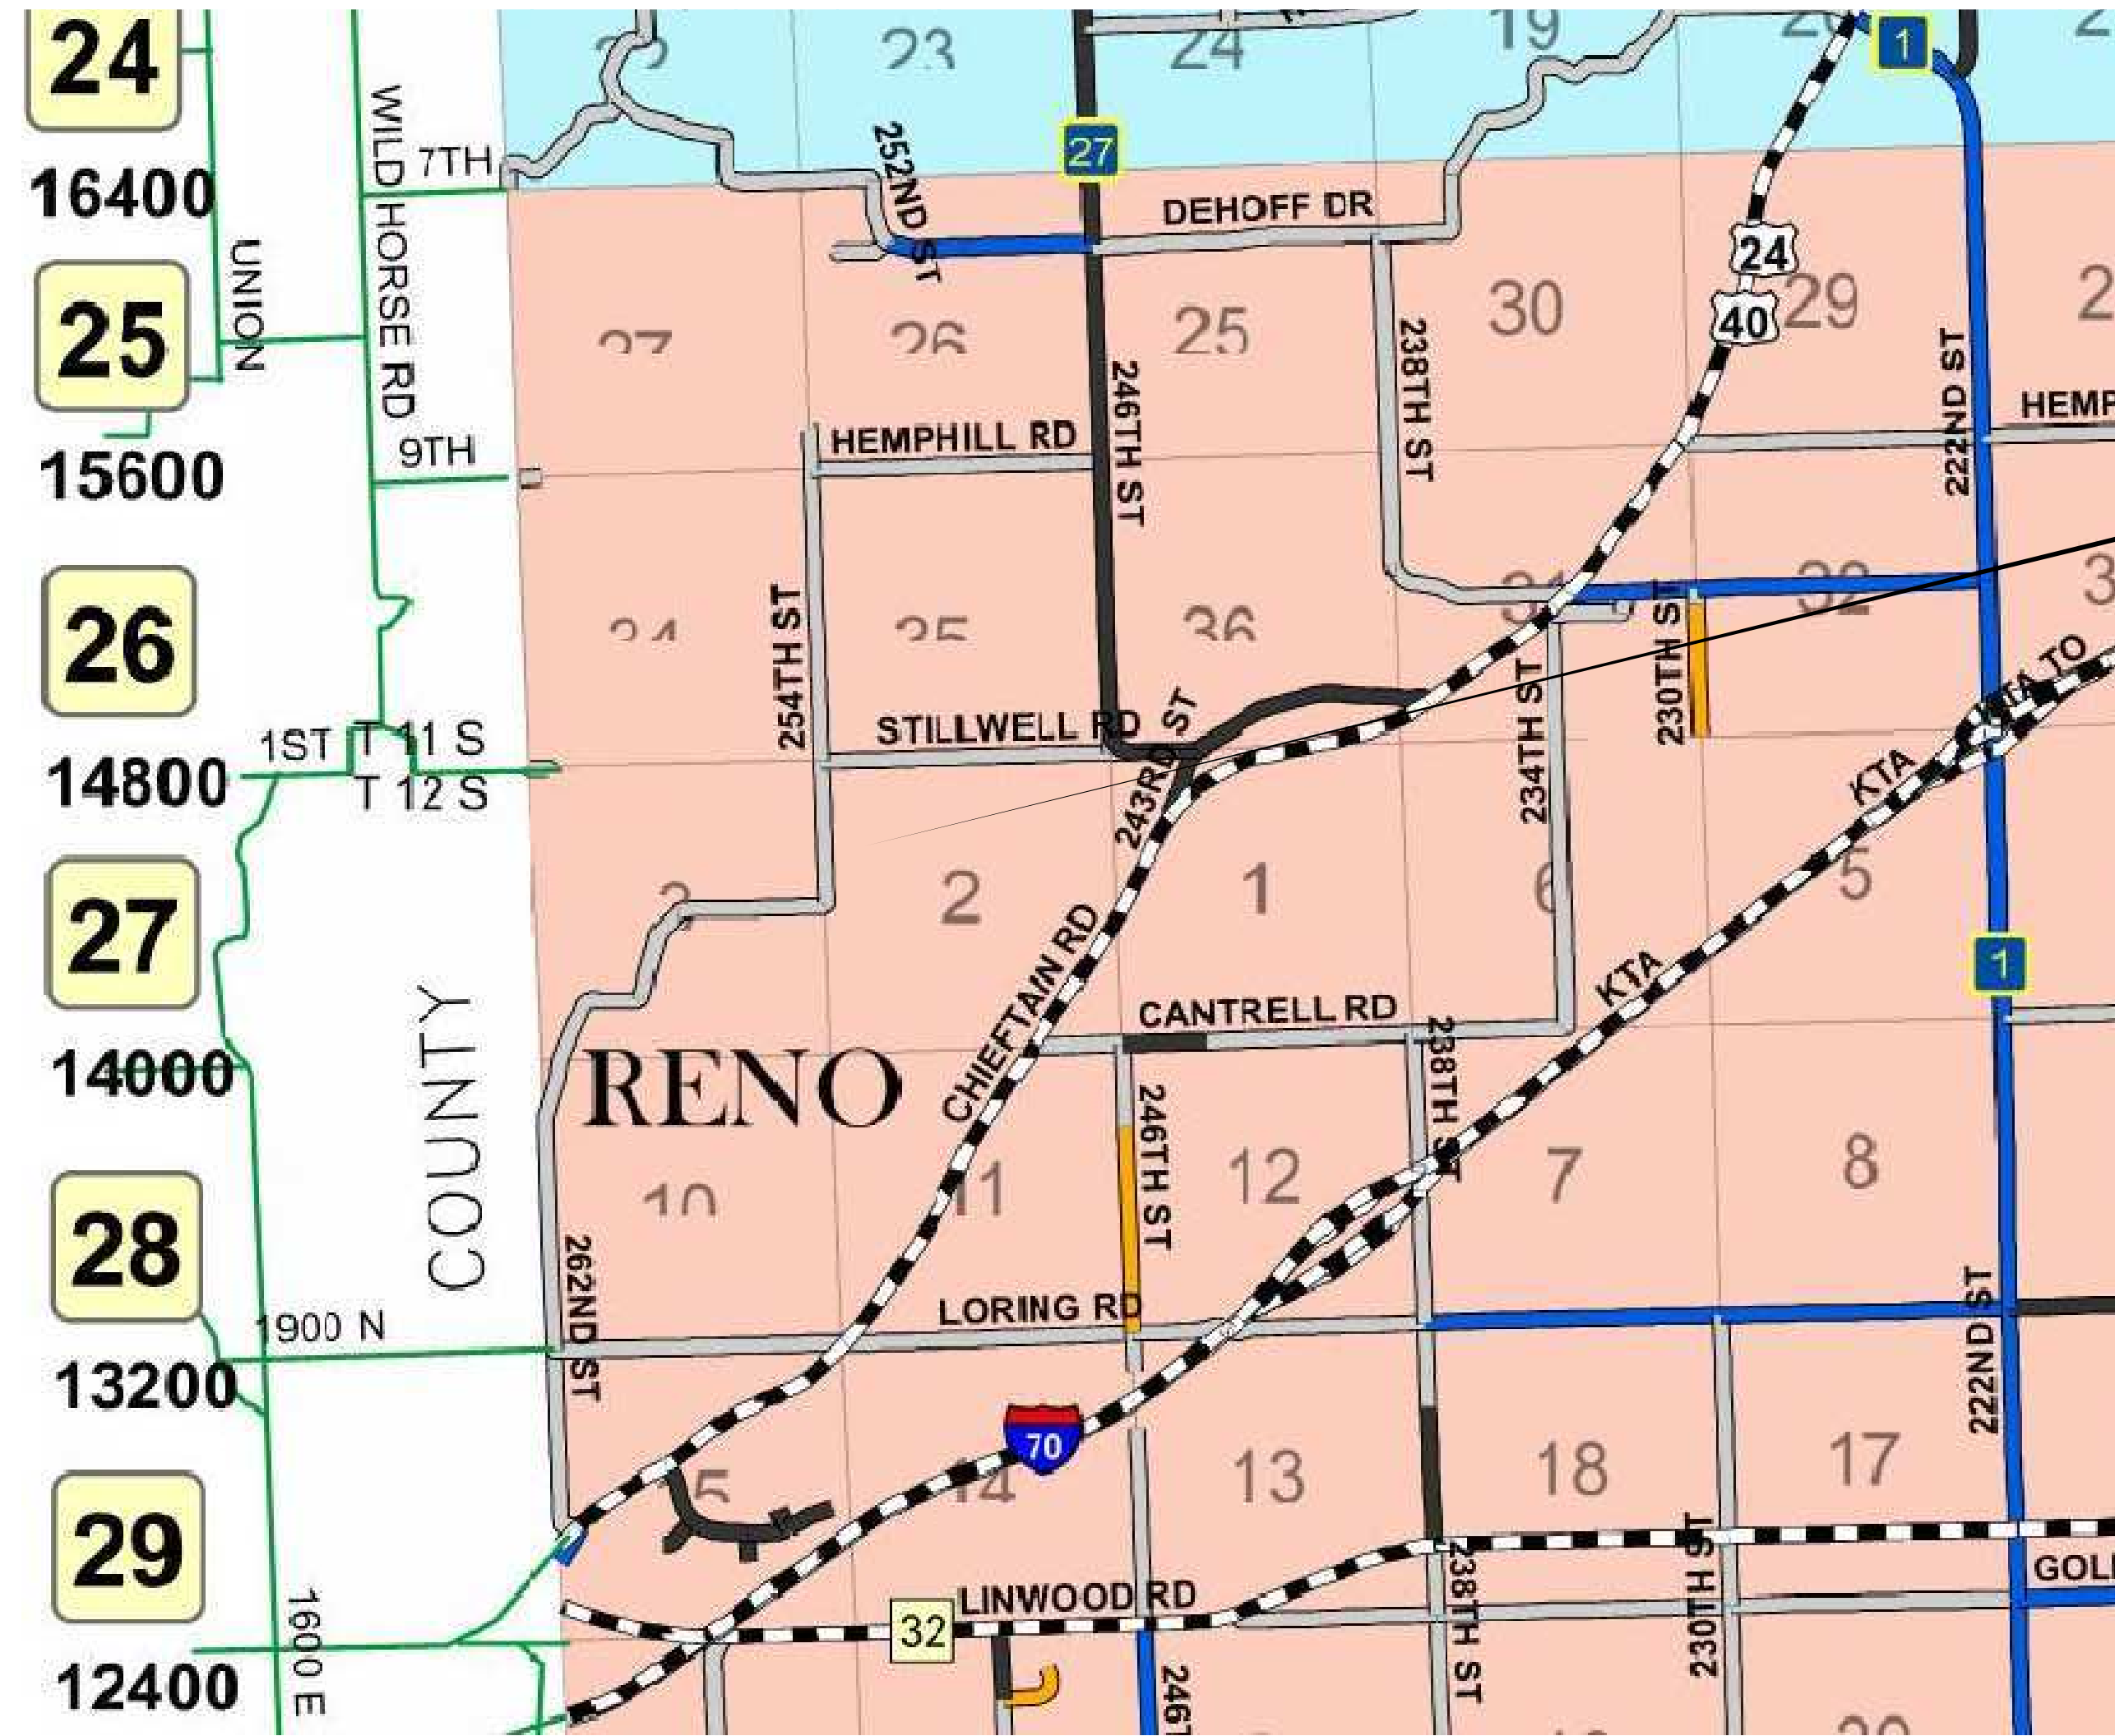 24
23
24
19
1
16400
WILD HORSE RD
7TH
252ND ST
27
DEHOFF DR
24
25
UNION
26
25
30
40
29
238TH ST
246TH ST
222ND ST
HEMPHILL RD
15600
9TH
26
254TH ST
35
36
31
32
230TH ST
234TH ST
KTA TO
STILLWELL RD
243RD ST
1ST
T 11 S
T 12 S
14800
KTA
27
2
1
6
5
CHIEFTAIN RD
KTA
1
COUNTY
CANTRELL RD
14000
RENO
238TH ST
246TH ST
10
11
12
7
8
28
262ND ST
LORING RD
222ND ST
1900 N
13200
70
14
13
18
17
29
230TH ST
238TH ST
LINWOOD RD
32
1600 E
12400